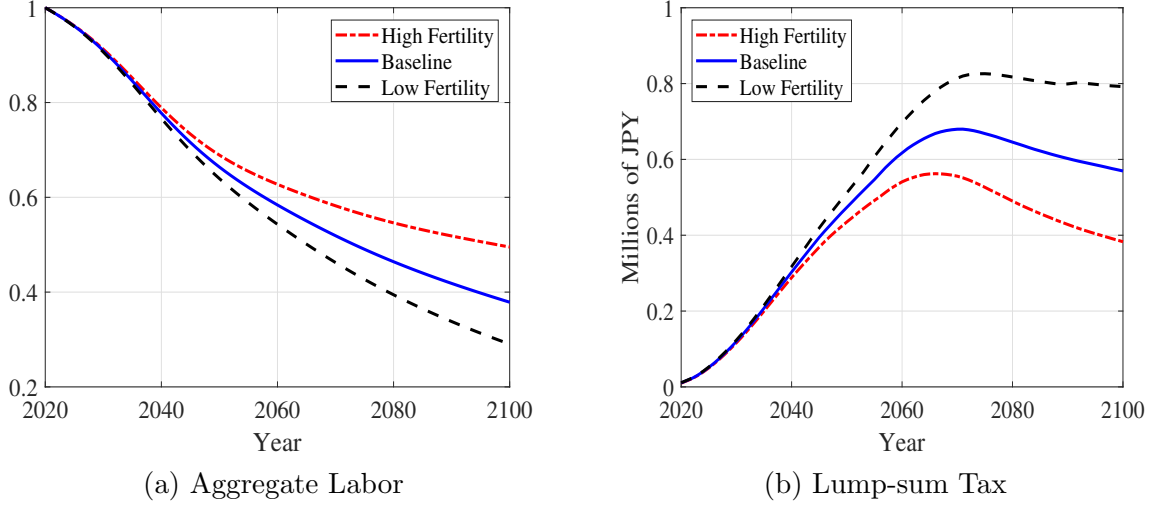 1
0.8
0.6
0.4
0.2
2020 2040 2060 2080 2100
Year
High Fertility
Baseline
Low Fertility
(a) Aggregate Labor
Millions of JPY
1
0.8
0.6
0.4
0.2
0
2020 2040 2060 2080 2100
Year
High Fertility
Baseline
Low Fertility
(b) Lump-sum Tax